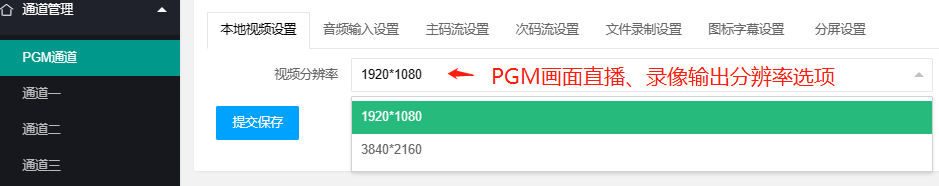 通道管理
PGM通道
通道一
通道二
通道三
本地视频设置 音频输入设置 主码流设置 次码流设置 文件录制设置 图标字幕设置 分屏设置
视频分辨率 1920*1080 PGM画面直播、录像输出分辨率选项
提交保存
1920*1080
3840*2160